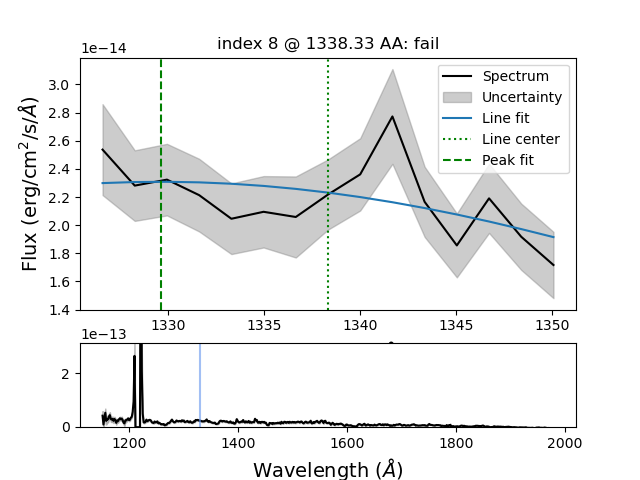 index 8 @ 1338.33 AA: fail
1e−14
Flux (erg/cm²/s/Å)
3.0
2.8
2.6
2.4
2.2
2.0
1.8
1.6
1.4
Spectrum
Uncertainty
Line fit
Line center
Peak fit
1330 1335 1340 1345 1350
1e−13
2
0
1200 1400 1600 1800 2000
Wavelength (Å)